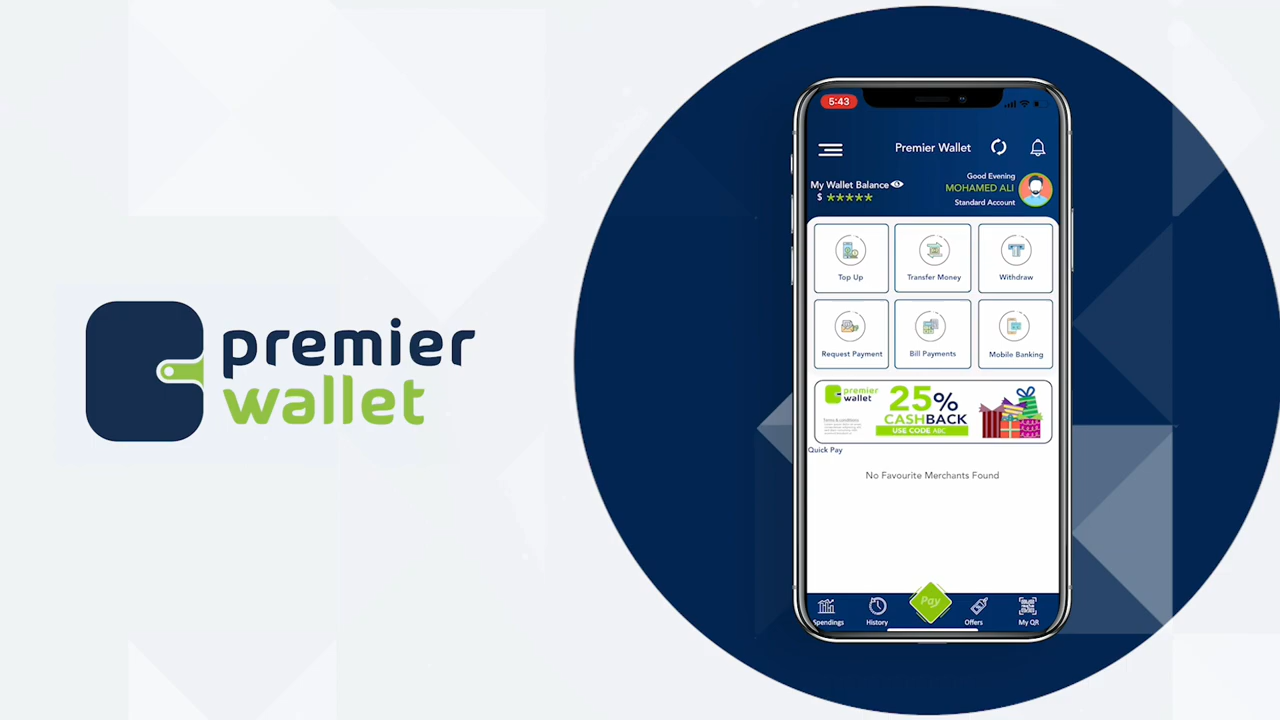 premier
wallet
5:43
Premier Wallet
My Wallet Balance
$ *****
Good Evening
MOHAMED ALI
Standard Account
Top Up
Transfer Money
Withdraw
Request Payment
Bill Payments
Mobile Banking
premier
wallet
Terms & conditions
25%
CASHBACK
USE CODE ABC
Quick Pay
No Favourite Merchants Found
Pay
Spendings
History
Offers
My QR